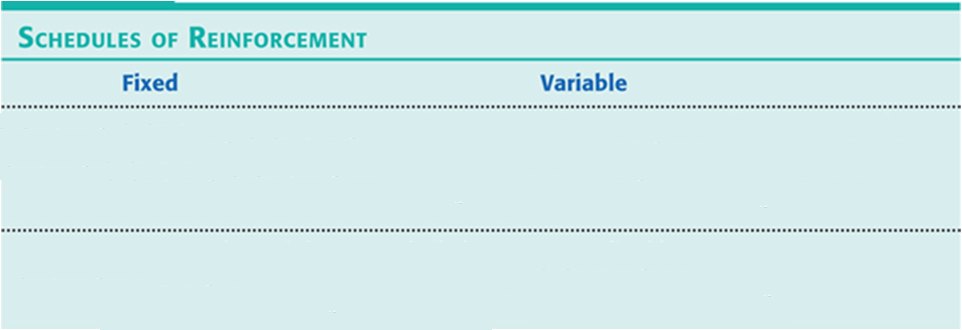 SCHEDULES OF REINFORCEMENT
Fixed Variable